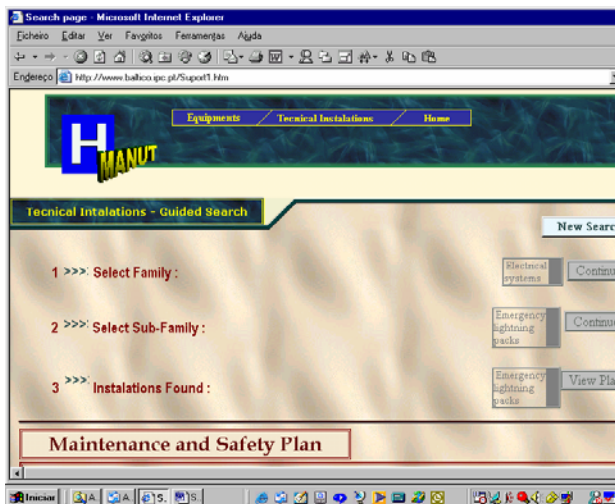 Search page - Microsoft Internet Explorer
Ficheiro Editar Ver Favoritos Ferramentas Ajuda
Endereço http://www.baltico.ipc.pt/Suport1.htm
Equipments Tecnical Instalations Home
H
MANUT
Tecnical Intalations - Guided Search
New Searc
1 >>>: Select Family :
Electrical
systems
Continu
2 >>>: Select Sub-Family :
Emergency
lightning
packs
Continu
3 >>>: Instalations Found :
Emergency
lightning
packs
View Pla
Maintenance and Safety Plan
Iniciar A. A. S. S.